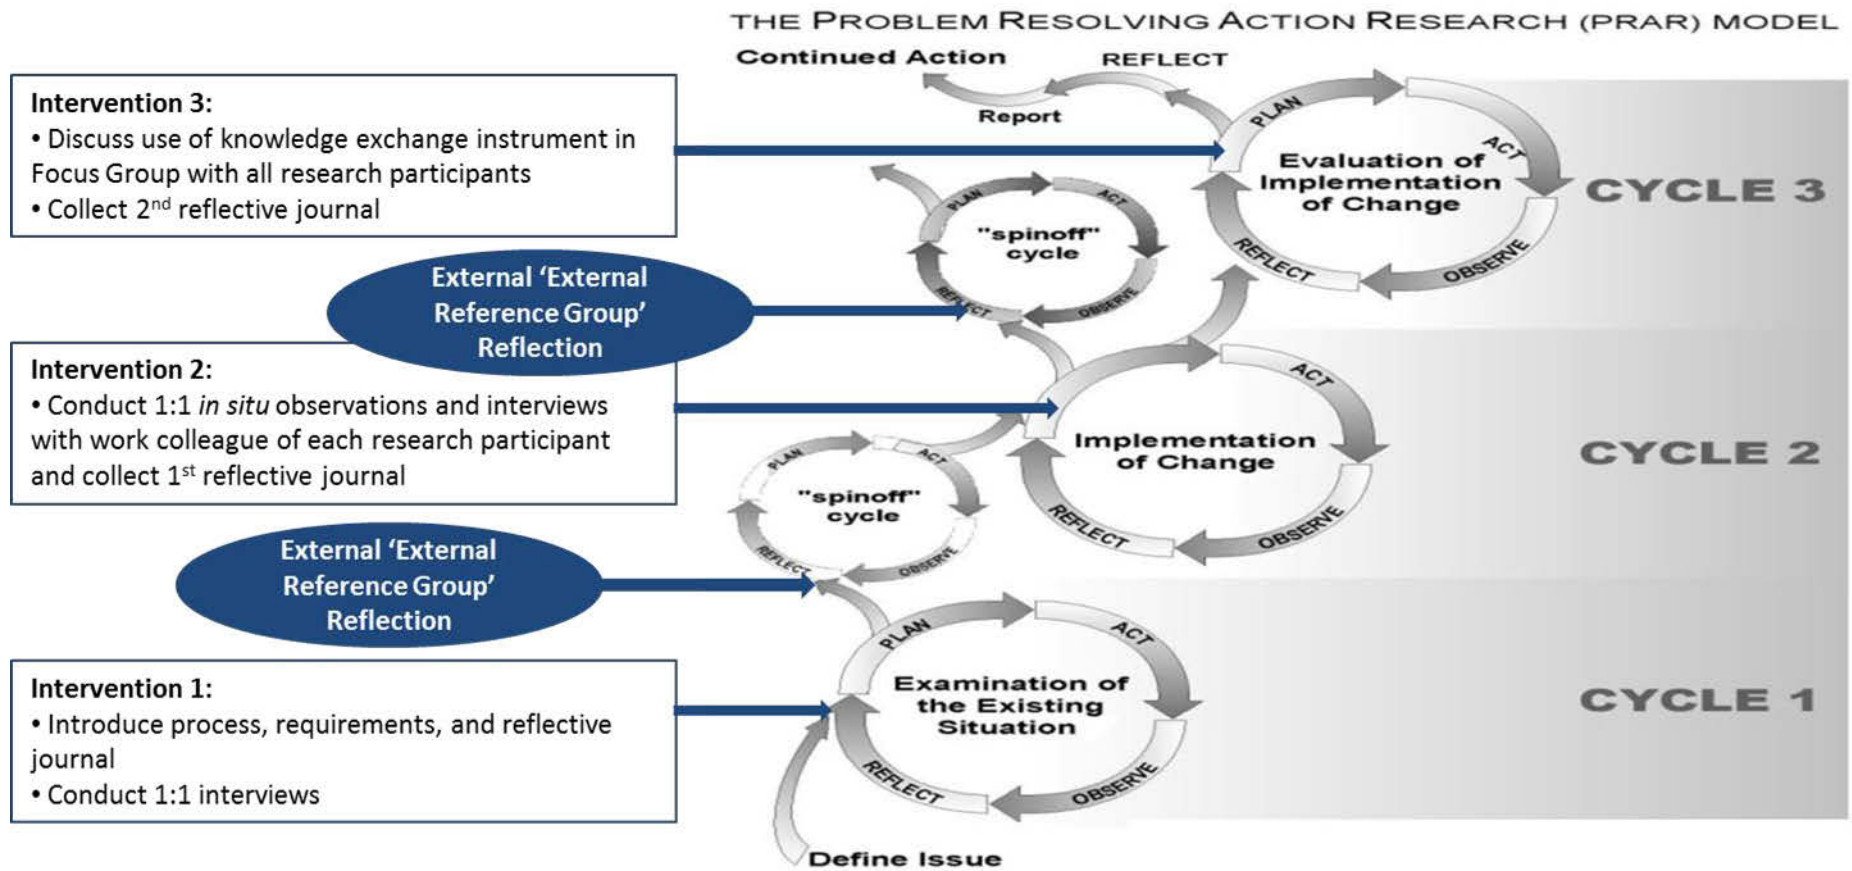 THE PROBLEM RESOLVING ACTION RESEARCH (PRAR) MODEL
Continued Action
REFLECT
Report
Intervention 3:
• Discuss use of knowledge exchange instrument in
Focus Group with all research participants
• Collect 2nd reflective journal
PLAN
ACT
OBSERVE
REFLECT
Evaluation of
Implementation
of Change
CYCLE 3
PLAN
ACT
OBSERVE
REFLECT
"spinoff"
cycle
External ‘External
Reference Group’
Reflection
Intervention 2:
• Conduct 1:1 in situ observations and interviews
with work colleague of each research participant
and collect 1st reflective journal
ACT
OBSERVE
REFLECT
Implementation
of Change
CYCLE 2
PLAN
ACT
OBSERVE
REFLECT
"spinoff"
cycle
External ‘External
Reference Group’
Reflection
Intervention 1:
• Introduce process, requirements, and reflective
journal
• Conduct 1:1 interviews
PLAN
ACT
OBSERVE
REFLECT
Examination of
the Existing
Situation
CYCLE 1
Define Issue